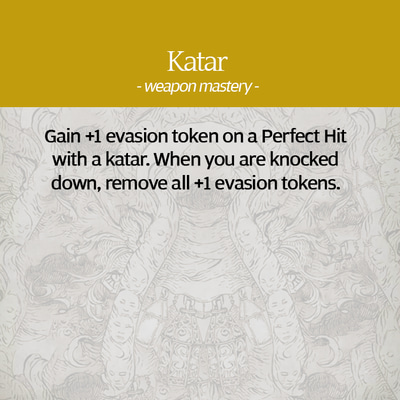 Katar
- weapon mastery -
Gain +1 evasion token on a Perfect Hit
with a katar. When you are knocked
down, remove all +1 evasion tokens.